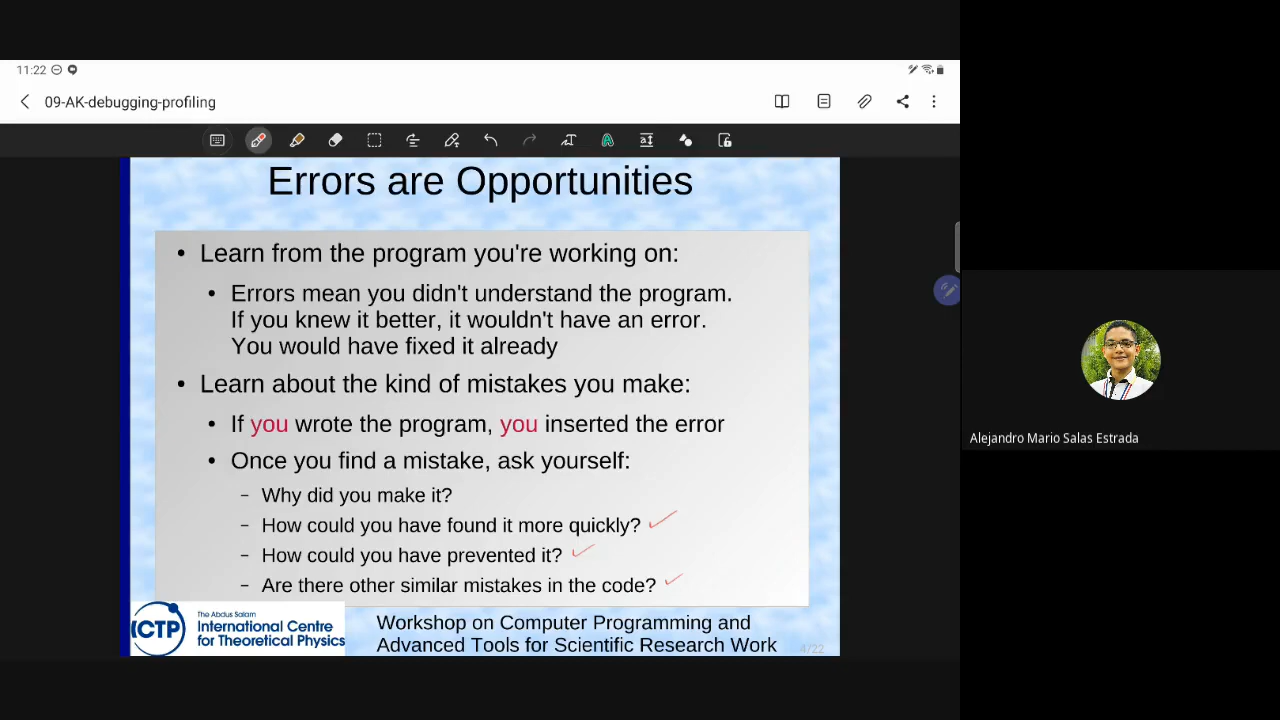 11:22
09-AK-debugging-profiling
Errors are Opportunities
• Learn from the program you're working on:
• Errors mean you didn't understand the program.
If you knew it better, it wouldn't have an error.
You would have fixed it already
• Learn about the kind of mistakes you make:
• If you wrote the program, you inserted the error
• Once you find a mistake, ask yourself:
– Why did you make it?
– How could you have found it more quickly?
– How could you have prevented it?
– Are there other similar mistakes in the code?
ICTP
The Abdus Salam
International Centre
for Theoretical Physics
Workshop on Computer Programming and
Advanced Tools for Scientific Research Work
4/22
Alejandro Mario Salas Estrada